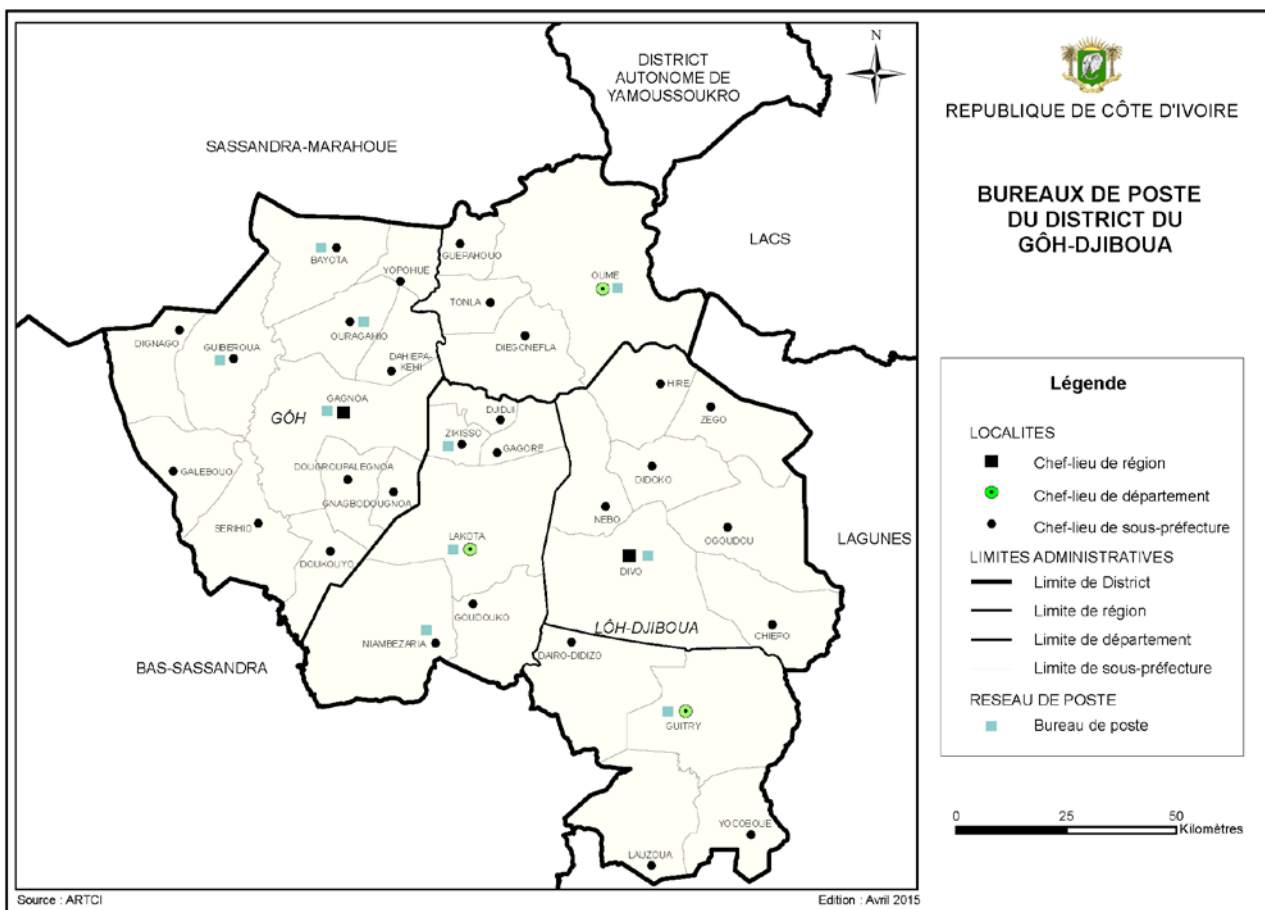 N
DISTRICT
AUTONOME DE
YAMOUSSOUKRO
SASSANDRA-MARAHOUE
LACS
LAGUNES
BAS-SASSANDRA
GUEPAHOUO
BAYOTA
YOPOHUE
OUME
TONLA
OURAGAHIO
DIGNAGO
GUIBEROUA
DIEGONEFLA
DAHIEPA-
KEHI
HIRE
GAGNOA
ZEGO
GÔH
DJIDJI
ZIKISSO
GAGORE
GALEBOUO
DOUGROUPALEGNOA
DIDOKO
GNAGBODOUGNOA
NEBO
SERIHIO
OGOUDOU
LAKOTA
DOUKOUYO
DIVO
GOUDOUKO
LÔH-DJIBOUA
CHIEPO
NIAMBEZARIA
DAIRO-DIDIZO
GUITRY
YOCOBOUE
LAUZOUA
Source : ARTCI
Edition : Avril 2015
REPUBLIQUE DE CÔTE D'IVOIRE
BUREAUX DE POSTE
DU DISTRICT DU
GÔH-DJIBOUA
Légende
LOCALITES
Chef-lieu de région
Chef-lieu de département
Chef-lieu de sous-préfecture
LIMITES ADMINISTRATIVES
Limite de District
Limite de région
Limite de département
Limite de sous-préfecture
RESEAU DE POSTE
Bureau de poste
0 25 50
Kilomètres